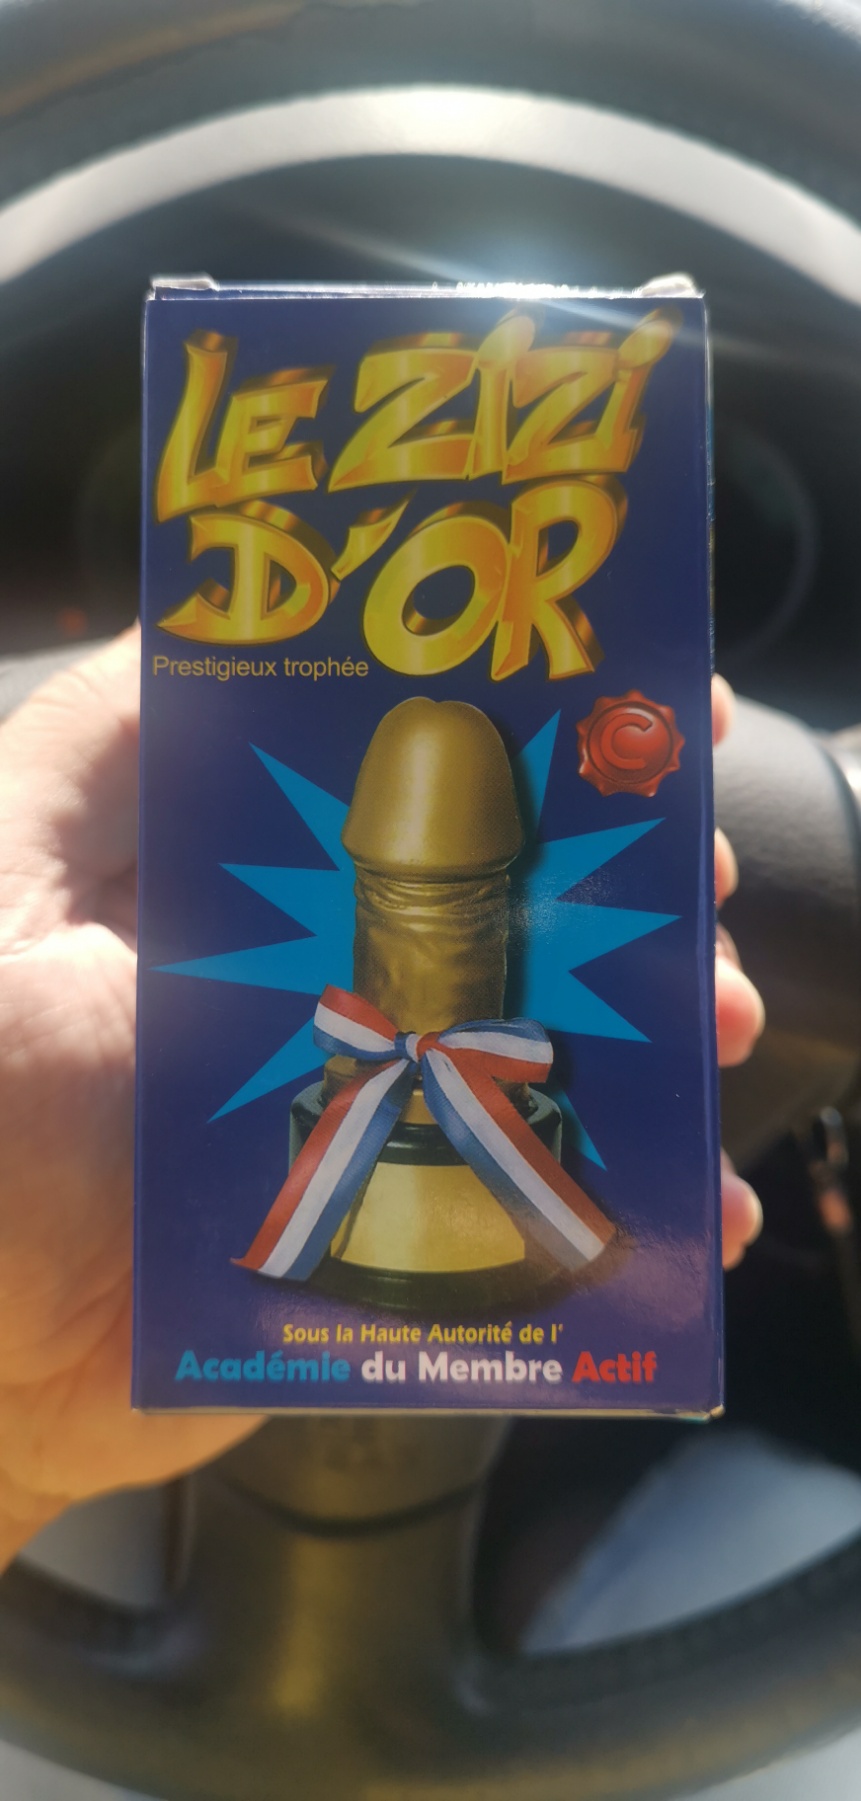 LE ZIZI
D'OR
Prestigieux trophée
C
Sous la Haute Autorité de l'
Académie du Membre Actif